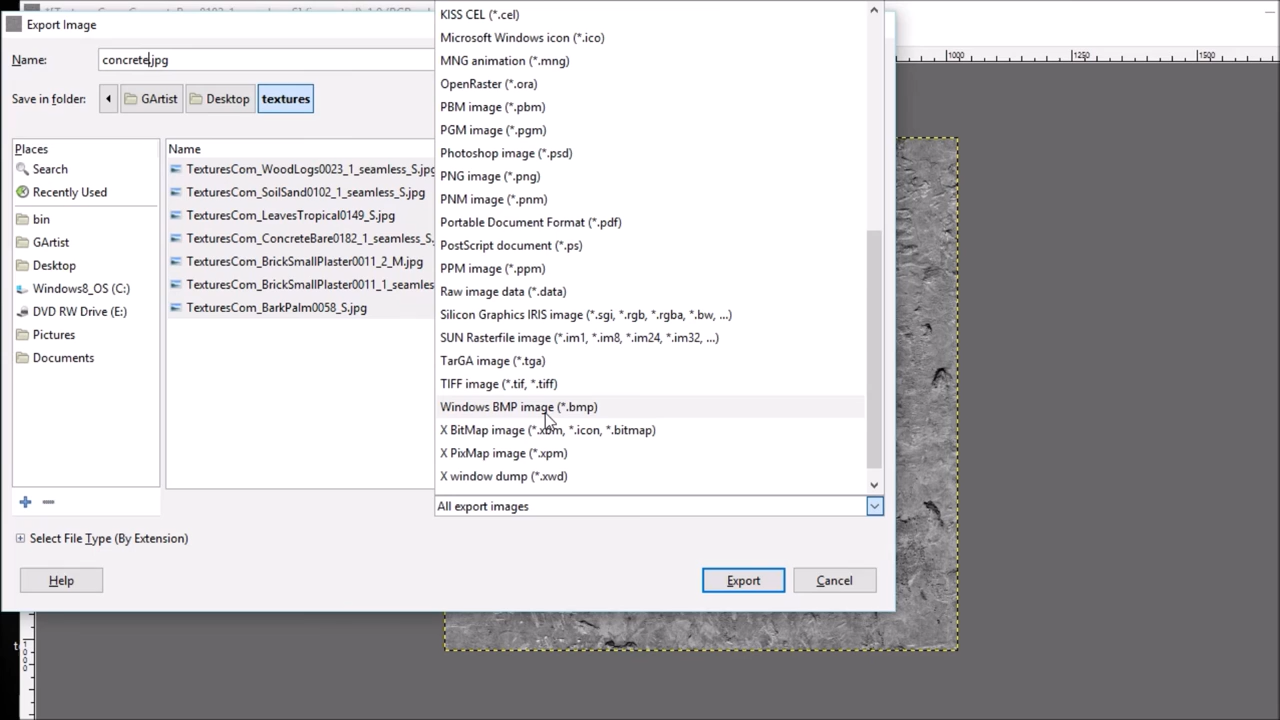 Export Image
Name: concrete.jpg
Save in folder: GArtist Desktop textures
Places
Search
Recently Used
bin
GArtist
Desktop
Windows8_OS (C:)
DVD RW Drive (E:)
Pictures
Documents
Name
TexturesCom_WoodLogs0023_1_seamless_S.jpg
TexturesCom_SoilSand0102_1_seamless_S.jpg
TexturesCom_LeavesTropical0149_S.jpg
TexturesCom_ConcreteBare0182_1_seamless_S.
TexturesCom_BrickSmallPlaster0011_2_M.jpg
TexturesCom_BrickSmallPlaster0011_1_seamles
TexturesCom_BarkPalm0058_S.jpg
KISS CEL (*.cel)
Microsoft Windows icon (*.ico)
MNG animation (*.mng)
OpenRaster (*.ora)
PBM image (*.pbm)
PGM image (*.pgm)
Photoshop image (*.psd)
PNG image (*.png)
PNM image (*.pnm)
Portable Document Format (*.pdf)
PostScript document (*.ps)
PPM image (*.ppm)
Raw image data (*.data)
Silicon Graphics IRIS image (*.sgi, *.rgb, *.rgba, *.bw, ...)
SUN Rasterfile image (*.im1, *.im8, *.im24, *.im32, ...)
TarGA image (*.tga)
TIFF image (*.tif, *.tiff)
Windows BMP image (*.bmp)
X BitMap image (*.xbm, *.icon, *.bitmap)
X PixMap image (*.xpm)
X window dump (*.xwd)
All export images
Select File Type (By Extension)
Help Export Cancel
1000 1250 1500